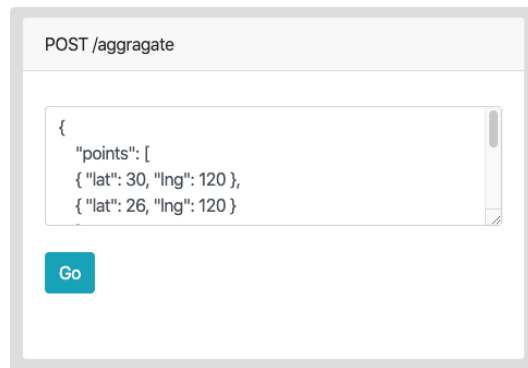 POST /aggragate
{
"points": [
{ "lat": 30, "lng": 120 },
{ "lat": 26, "lng": 120 }
Go